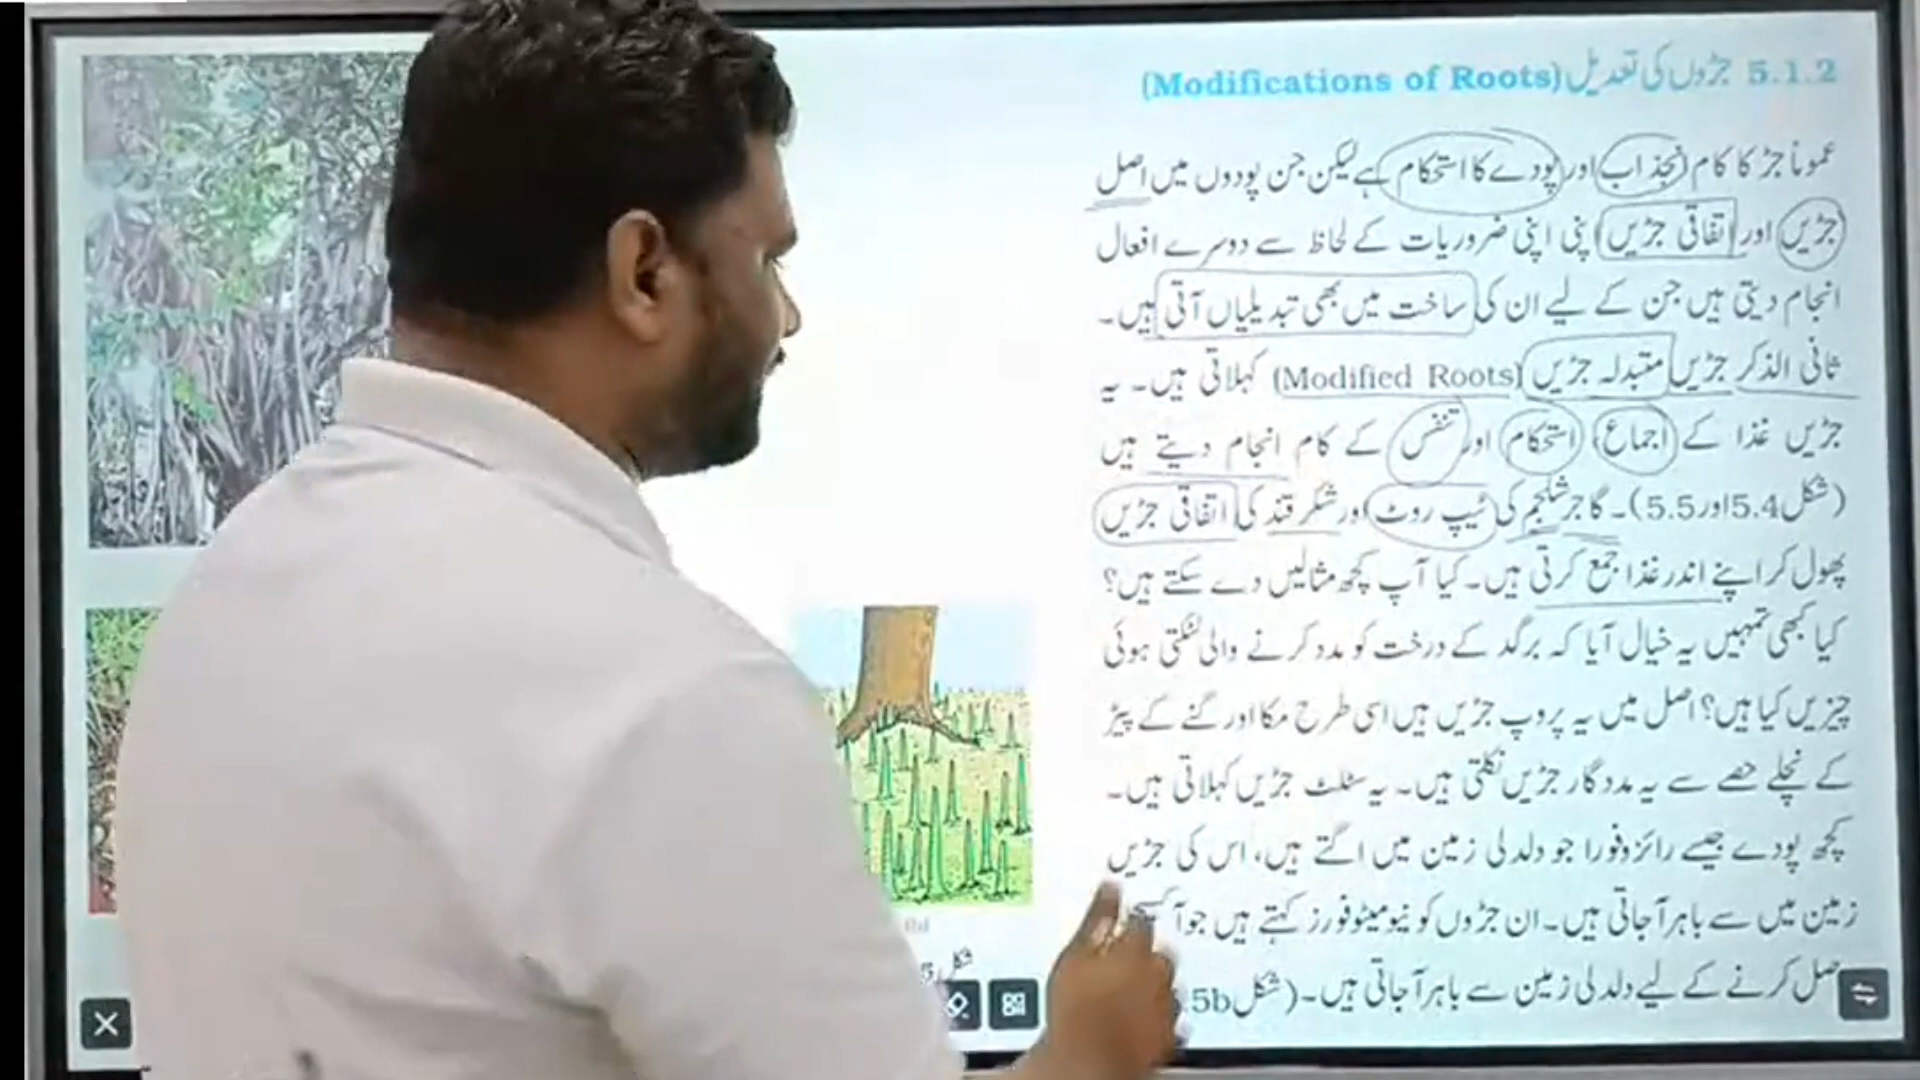 5.1.2 جڑوں کی تعدیل (Modifications of Roots)
عموماً جڑ کا کام انجذاب اور پودے کا استحکام ہے لیکن جن پودوں میں اصل
جڑیں اور اتفاقی جڑیں اپنی اپنی ضروریات کے لحاظ سے دوسرے افعال
انجام دیتی ہیں جن کے لیے ان کی ساخت میں بھی تبدیلیاں آتی ہیں۔
ثانی الذکر جڑیں متبدلہ جڑیں (Modified Roots) کہلاتی ہیں۔ یہ
جڑیں غذا کے اجماع استحکام اور تنفس کے کام انجام دیتے ہیں
(شکل 5.4 اور 5.5)۔ گاجر شلجم کی ٹیپ روٹ اور شکر قند کی اتفاقی جڑیں
پھول کر اپنے اندر غذا جمع کرتی ہیں۔ کیا آپ کچھ مثالیں دے سکتے ہیں؟
کیا کبھی تمہیں یہ خیال آیا کہ برگد کے درخت کو مدد کرنے والی لٹکتی ہوئی
چیزیں کیا ہیں؟ اصل میں یہ پروپ جڑیں ہیں اسی طرح مکا اور گنے کے پیڑ
کے نچلے حصے سے یہ مددگار جڑیں نکلتی ہیں۔ یہ سٹلٹ جڑیں کہلاتی ہیں۔
کچھ پودے جیسے رائزوفورا جو دلدلی زمین میں اگتے ہیں، اس کی جڑیں
زمین میں سے باہر آجاتی ہیں۔ ان جڑوں کو نیومیٹوفورز کہتے ہیں جو
حاصل کرنے کے لیے دلدلی زمین سے باہر آجاتی ہیں۔ (شکل 5.5b
شکل 5